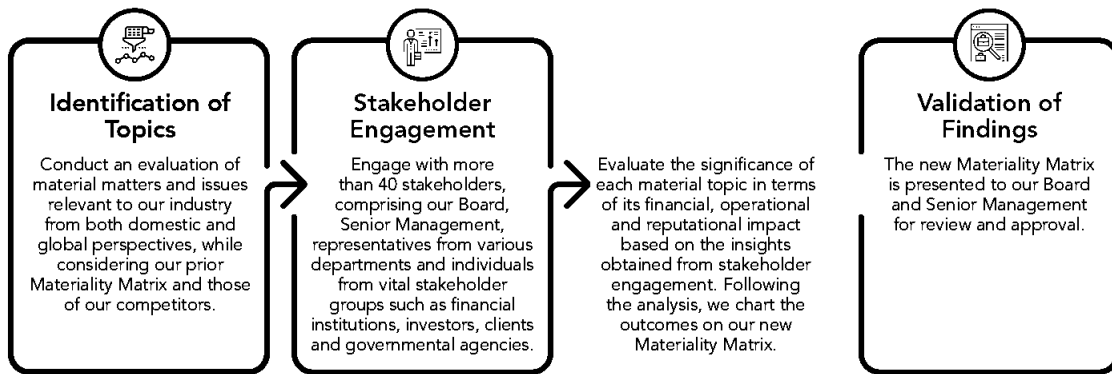 Identification of
Topics
Conduct an evaluation of
material matters and issues
relevant to our industry
from both domestic and
global perspectives, while
considering our prior
Materiality Matrix and those
of our competitors.
Stakeholder
Engagement
Engage with more
than 40 stakeholders,
comprising our Board,
Senior Management,
representatives from various
departments and individuals
from vital stakeholder
groups such as financial
institutions, investors, clients
and governmental agencies.
Evaluate the significance of
each material topic in terms
of its financial, operational
and reputational impact
based on the insights
obtained from stakeholder
engagement. Following
the analysis, we chart the
outcomes on our new
Materiality Matrix.
Validation of
Findings
The new Materiality Matrix
is presented to our Board
and Senior Management
for review and approval.